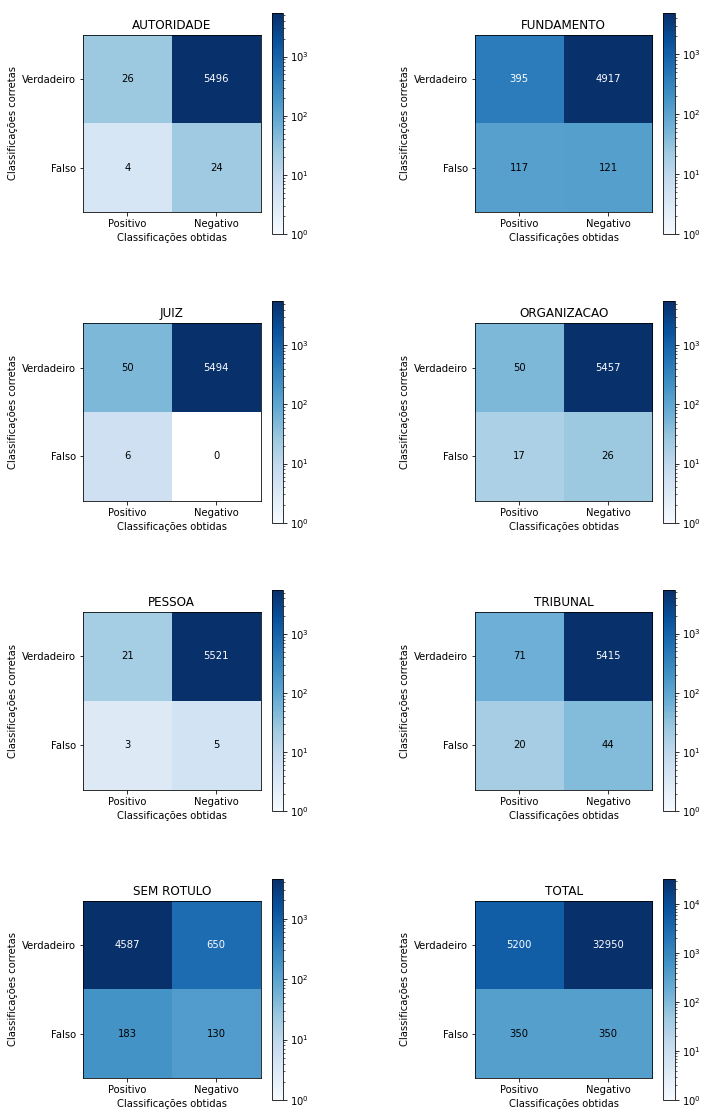 AUTORIDADE
Classificações corretas
Verdadeiro
26 5496
Falso
4 24
Positivo Negativo
Classificações obtidas
10^3
10^2
10^1
10^0
FUNDAMENTO
Classificações corretas
Verdadeiro
395 4917
Falso
117 121
Positivo Negativo
Classificações obtidas
10^3
10^2
10^1
10^0
JUIZ
Classificações corretas
Verdadeiro
50 5494
Falso
6 0
Positivo Negativo
Classificações obtidas
10^3
10^2
10^1
10^0
ORGANIZACAO
Classificações corretas
Verdadeiro
50 5457
Falso
17 26
Positivo Negativo
Classificações obtidas
10^3
10^2
10^1
10^0
PESSOA
Classificações corretas
Verdadeiro
21 5521
Falso
3 5
Positivo Negativo
Classificações obtidas
10^3
10^2
10^1
10^0
TRIBUNAL
Classificações corretas
Verdadeiro
71 5415
Falso
20 44
Positivo Negativo
Classificações obtidas
10^3
10^2
10^1
10^0
SEM ROTULO
Classificações corretas
Verdadeiro
4587 650
Falso
183 130
Positivo Negativo
Classificações obtidas
10^3
10^2
10^1
10^0
TOTAL
Classificações corretas
Verdadeiro
5200 32950
Falso
350 350
Positivo Negativo
Classificações obtidas
10^4
10^3
10^2
10^1
10^0